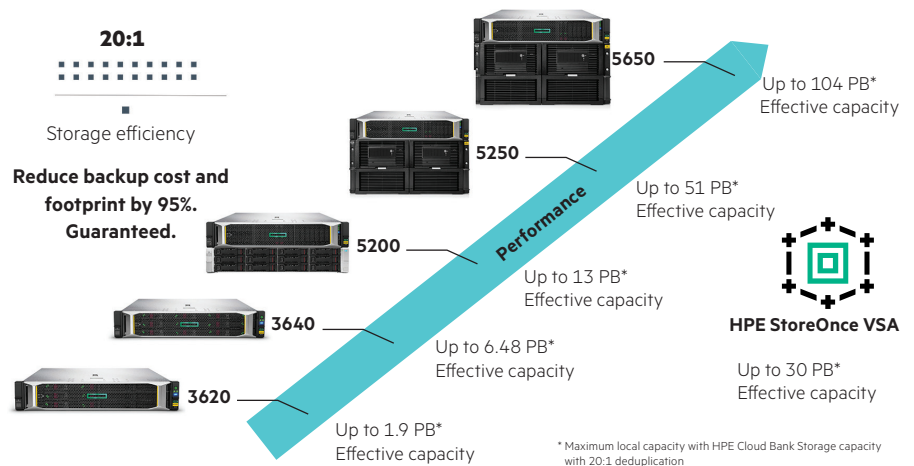 20:1
Storage efficiency
Reduce backup cost and
footprint by 95%.
Guaranteed.
5650
Up to 104 PB*
Effective capacity
5250
Up to 51 PB*
Effective capacity
Performance
5200
Up to 13 PB*
Effective capacity
3640
Up to 6.48 PB*
Effective capacity
3620
Up to 1.9 PB*
Effective capacity
HPE StoreOnce VSA
Up to 30 PB*
Effective capacity
* Maximum local capacity with HPE Cloud Bank Storage capacity
with 20:1 deduplication